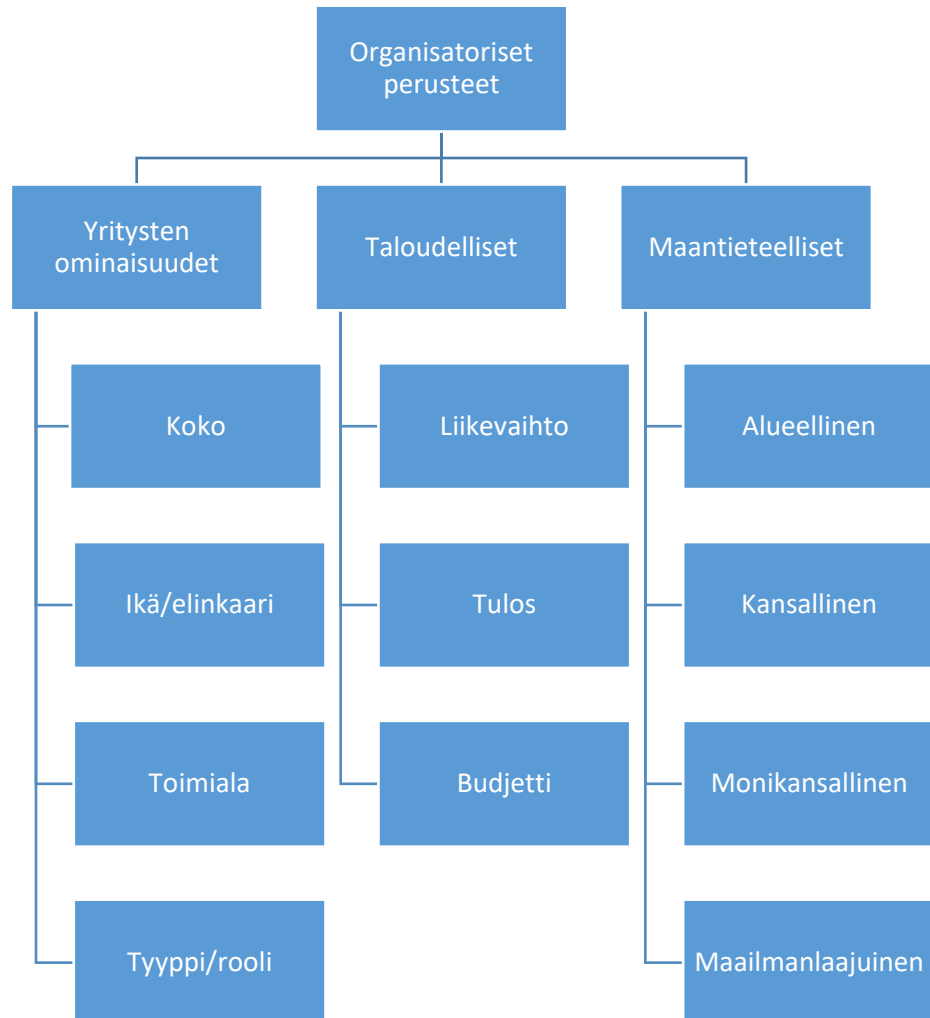 Organisatoriset
perusteet
Yritysten
ominaisuudet
Taloudelliset
Maantieteelliset
Koko
Liikevaihto
Alueellinen
Ikä/elinkaari
Tulos
Kansallinen
Toimiala
Budjetti
Monikansallinen
Tyyppi/rooli
Maailmanlaajuinen